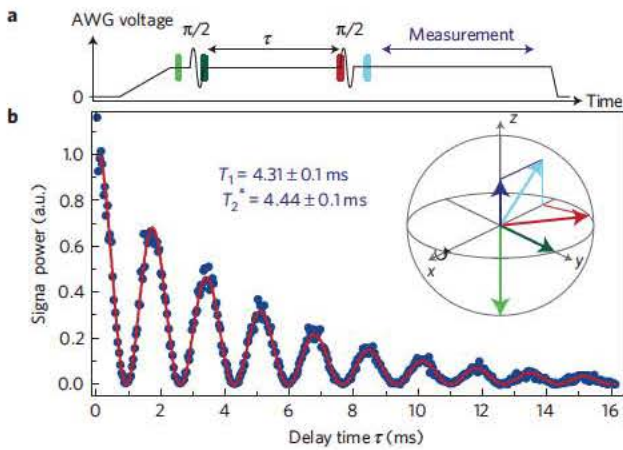 a AWG voltage
π/2 π/2
τ Measurement
0
Time
b
z
T₁ = 4.31 ± 0.1 ms
T₂* = 4.44 ± 0.1 ms
x y
Signa power (a.u.)
1.0
0.8
0.6
0.4
0.2
0.0
0 2 4 6 8 10 12 14 16
Delay time τ (ms)